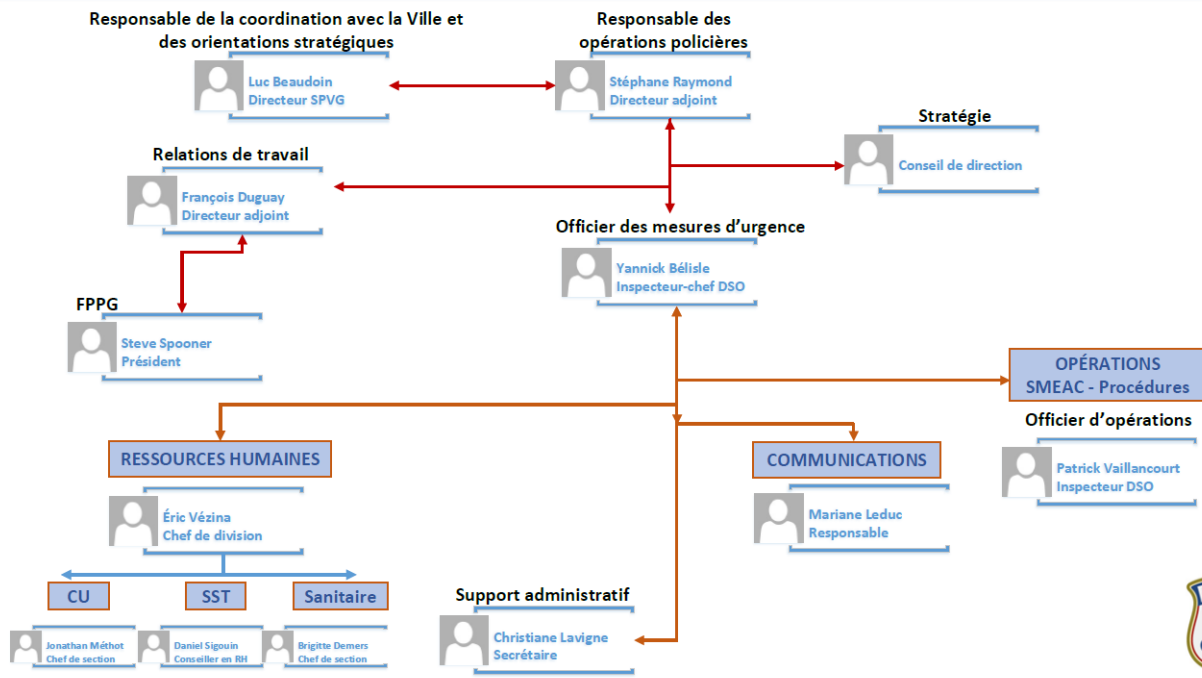 Responsable de la coordination avec la Ville et
des orientations stratégiques
Luc Beaudoin
Directeur SPVG
Responsable des
opérations policières
Stéphane Raymond
Directeur adjoint
Stratégie
Conseil de direction
Relations de travail
François Duguay
Directeur adjoint
Officier des mesures d’urgence
Yannick Bélisle
Inspecteur-chef DSO
FPPG
Steve Spooner
Président
OPÉRATIONS
SMEAC - Procédures
Officier d’opérations
Patrick Vaillancourt
Inspecteur DSO
RESSOURCES HUMAINES
Éric Vézina
Chef de division
COMMUNICATIONS
Mariane Leduc
Responsable
CU
SST
Sanitaire
Jonathan Méthot
Chef de section
Daniel Sigouin
Conseiller en RH
Brigitte Demers
Chef de section
Support administratif
Christiane Lavigne
Secrétaire